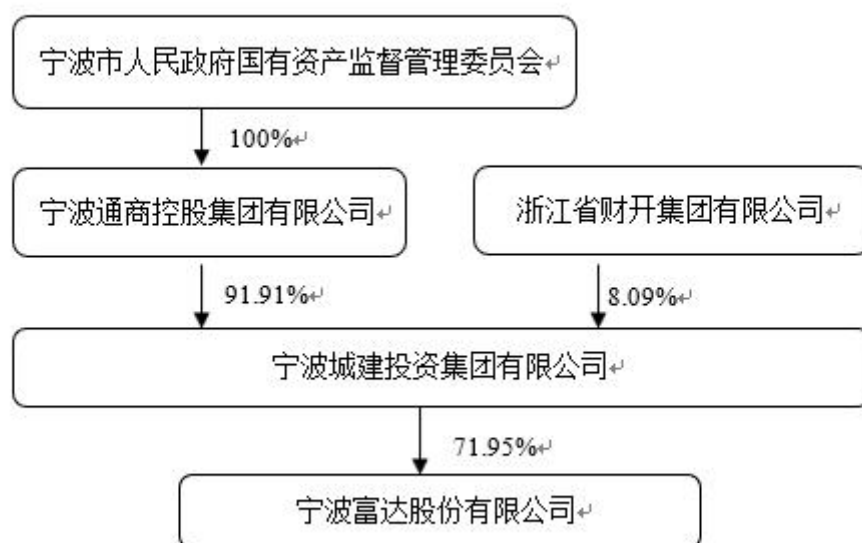 宁波市人民政府国有资产监督管理委员会↵
100%↵
宁波通商控股集团有限公司↵
浙江省财开集团有限公司↵
91.91%↵
8.09%↵
宁波城建投资集团有限公司↵
71.95%↵
宁波富达股份有限公司↵